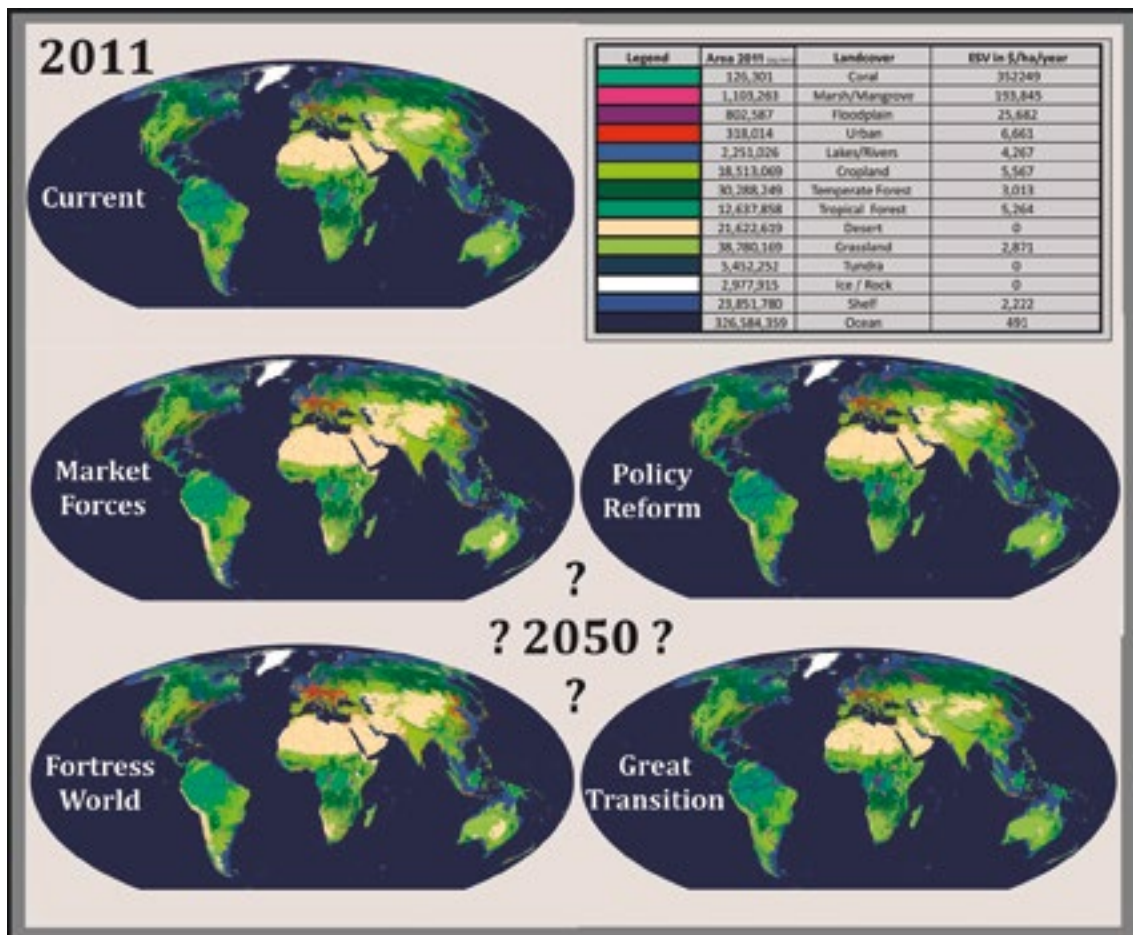 2011
Current
Legend Area 2011 Landcover ESV in $/ha/year
126,301 Coral 352249
1,103,263 Marsh/Mangrove 193,845
802,587 Floodplain 25,682
318,014 Urban 6,661
2,251,026 Lakes/Rivers 4,267
18,513,069 Cropland 5,567
30,288,249 Temperate Forest 3,013
12,637,858 Tropical Forest 5,264
21,622,619 Desert 0
38,780,169 Grassland 2,871
5,452,252 Tundra 0
2,977,915 Ice / Rock 0
23,851,780 Shelf 2,222
326,584,359 Ocean 491
Market
Forces
Policy
Reform
?
? 2050 ?
?
Fortress
World
Great
Transition